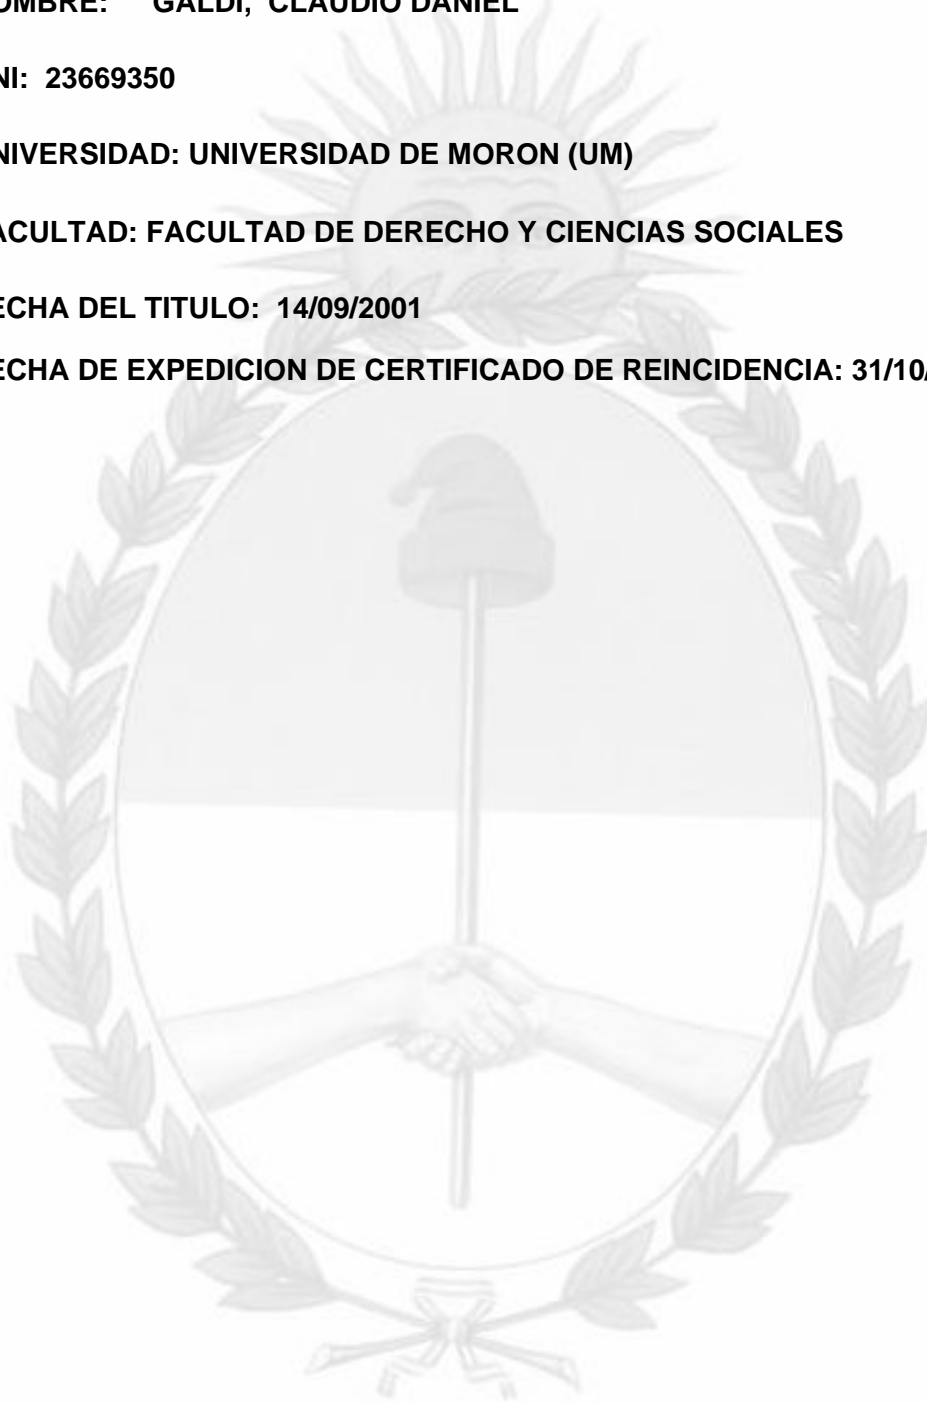 OMBRE: GALDI, CLAUDIO DANIEL
NI: 23669350
NIVERSIDAD: UNIVERSIDAD DE MORON (UM)
ACULTAD: FACULTAD DE DERECHO Y CIENCIAS SOCIALES
ECHA DEL TITULO: 14/09/2001
ECHA DE EXPEDICION DE CERTIFICADO DE REINCIDENCIA: 31/10/